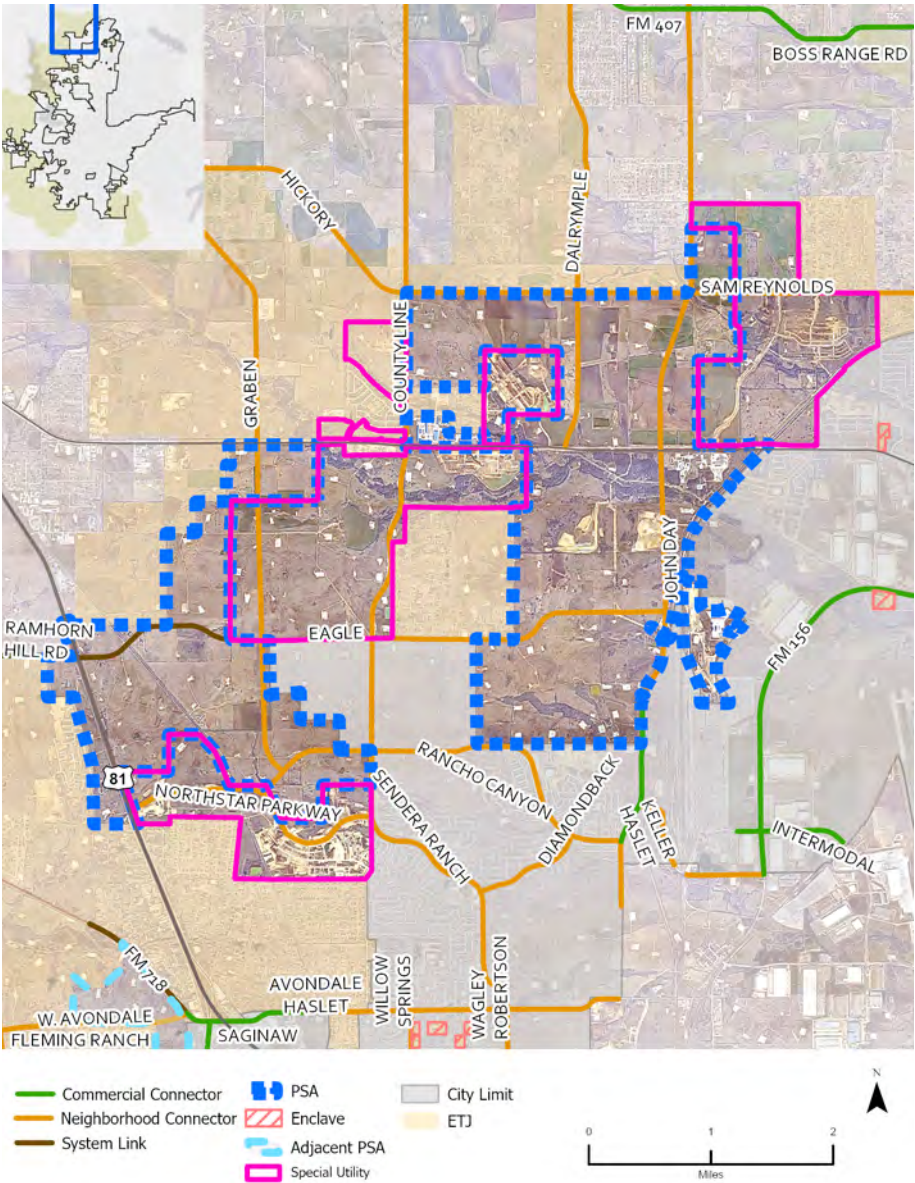 FM 407
BOSS RANGE RD
HICKORY
DALRYMPLE
SAM REYNOLDS
COUNTY LINE
GRABEN
JOHN DAY
RAMHORN
HILL RD
EAGLE
FM 156
81
NORTHSTAR PARKWAY
SENDERA RANCH
RANCHO CANYON
DIAMONDBACK
HASLET
KELLER
INTERMODAL
FM 718
AVONDALE
HASLET
WILLOW
SPRINGS
WAGLEY
ROBERTSON
W. AVONDALE
FLEMING RANCH
SAGINAW
Commercial Connector
Neighborhood Connector
System Link
PSA
Enclave
Adjacent PSA
Special Utility
City Limit
ETJ
N
0 1 2
Miles